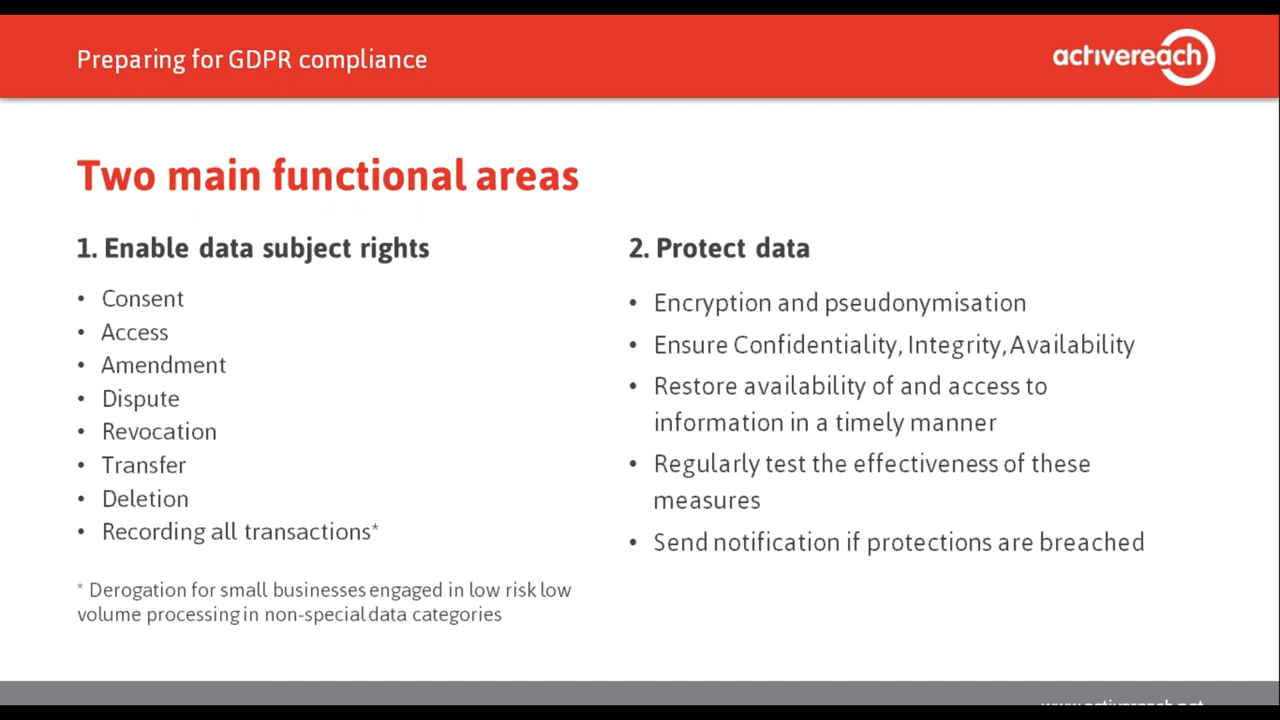 Preparing for GDPR compliance
activereach
Two main functional areas
1. Enable data subject rights
• Consent
• Access
• Amendment
• Dispute
• Revocation
• Transfer
• Deletion
• Recording all transactions*
* Derogation for small businesses engaged in low risk low
volume processing in non-special data categories
2. Protect data
• Encryption and pseudonymisation
• Ensure Confidentiality, Integrity, Availability
• Restore availability of and access to
information in a timely manner
• Regularly test the effectiveness of these
measures
• Send notification if protections are breached
www.activereach.net